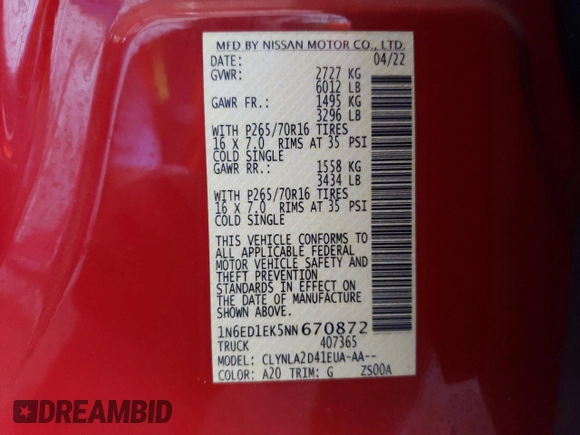 MFD BY NISSAN MOTOR CO., LTD.
DATE: 04/22
GVWR: 2727 KG
6012 LB
GAWR FR.: 1495 KG
3296 LB
WITH P265/70R16 TIRES
16 X 7.0 RIMS AT 35 PSI
COLD SINGLE
GAWR RR.: 1558 KG
3434 LB
WITH P265/70R16 TIRES
16 X 7.0 RIMS AT 35 PSI
COLD SINGLE
THIS VEHICLE CONFORMS TO
ALL APPLICABLE FEDERAL
MOTOR VEHICLE SAFETY AND
THEFT PREVENTION
STANDARDS IN EFFECT ON
THE DATE OF MANUFACTURE
SHOWN ABOVE.
1N6ED1EK5NN670872
TRUCK 407365
MODEL: CLYNLA2D41EUA-AA--
COLOR: A20 TRIM: G ZS00A
DREAMBID